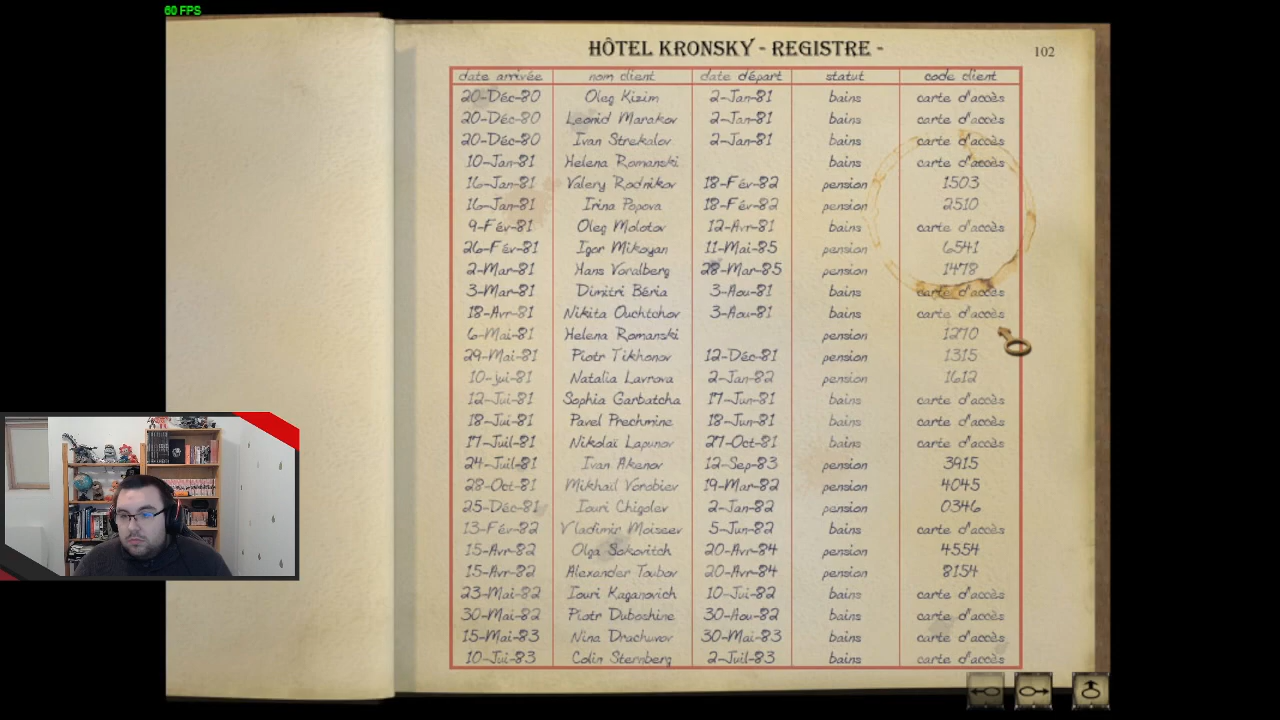 60 FPS
HÔTEL KRONSKY - REGISTRE -
102
date arrivée nom client date départ statut code client
20-Déc-80 Oleg Kizim 2-Jan-81 bains carte d'accès
20-Déc-80 Leonid Marakov 2-Jan-81 bains carte d'accès
20-Déc-80 Ivan Strekalov 2-Jan-81 bains carte d'accès
10-Jan-81 Helena Romanski bains carte d'accès
16-Jan-81 Valery Rodnikov 18-Fév-82 pension 1503
16-Jan-81 Irina Popova 18-Fév-82 pension 2510
9-Fév-81 Oleg Molotov 12-Avr-81 bains carte d'accès
26-Fév-81 Igor Mikoyan 11-Mai-85 pension 6541
2-Mar-81 Hans Voralberg 28-Mar-85 pension 1478
3-Mar-81 Dimitri Béria 3-Aou-81 bains carte d'accès
18-Avr-81 Nikita Ouchtchov 3-Aou-81 bains carte d'accès
6-Mai-81 Helena Romanski pension 1270
29-Mai-81 Piotr Tikhonov 12-Déc-81 pension 1315
10-jui-81 Natalia Lavrova 2-Jan-82 pension 1612
12-Jui-81 Sophia Garbatcha 17-Jun-81 bains carte d'accès
18-Jui-81 Pavel Prechmine 18-Jun-81 bains carte d'accès
17-Juil-81 Nikolaï Lapunov 27-Oct-81 bains carte d'accès
24-Juil-81 Ivan Akenov 12-Sep-83 pension 3915
28-Oct-81 Mikhail Vorobiev 19-Mar-82 pension 4045
25-Déc-81 Iouri Chigolev 2-Jan-82 pension 0346
13-Fév-82 Vladimir Moiseev 5-Jun-82 bains carte d'accès
15-Avr-82 Olga Sokovitch 20-Avr-84 pension 4554
15-Avr-82 Alexander Toubov 20-Avr-84 pension 8154
23-Mai-82 Iouri Kaganovich 10-Jui-82 bains carte d'accès
30-Mai-82 Piotr Duboshine 30-Aou-82 bains carte d'accès
15-Mai-83 Nina Drachuvor 30-Mai-83 bains carte d'accès
10-Jui-83 Colin Sternberg 2-Juil-83 bains carte d'accès